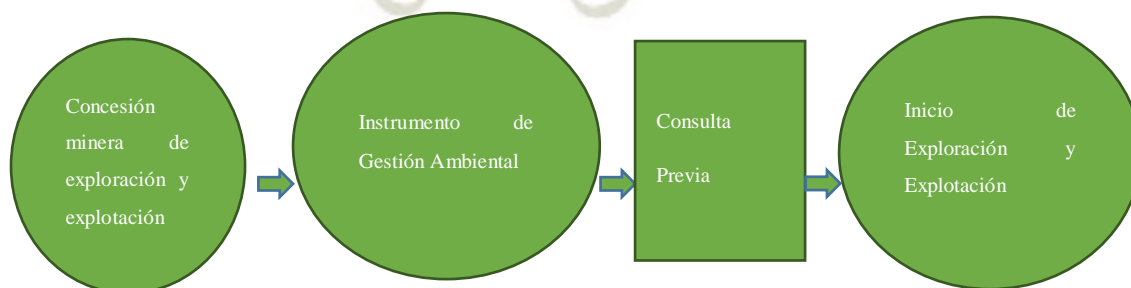 Concesión
minera de
exploración y
explotación
Instrumento de
Gestión Ambiental
Consulta
Previa
Inicio de
Exploración y
Explotación